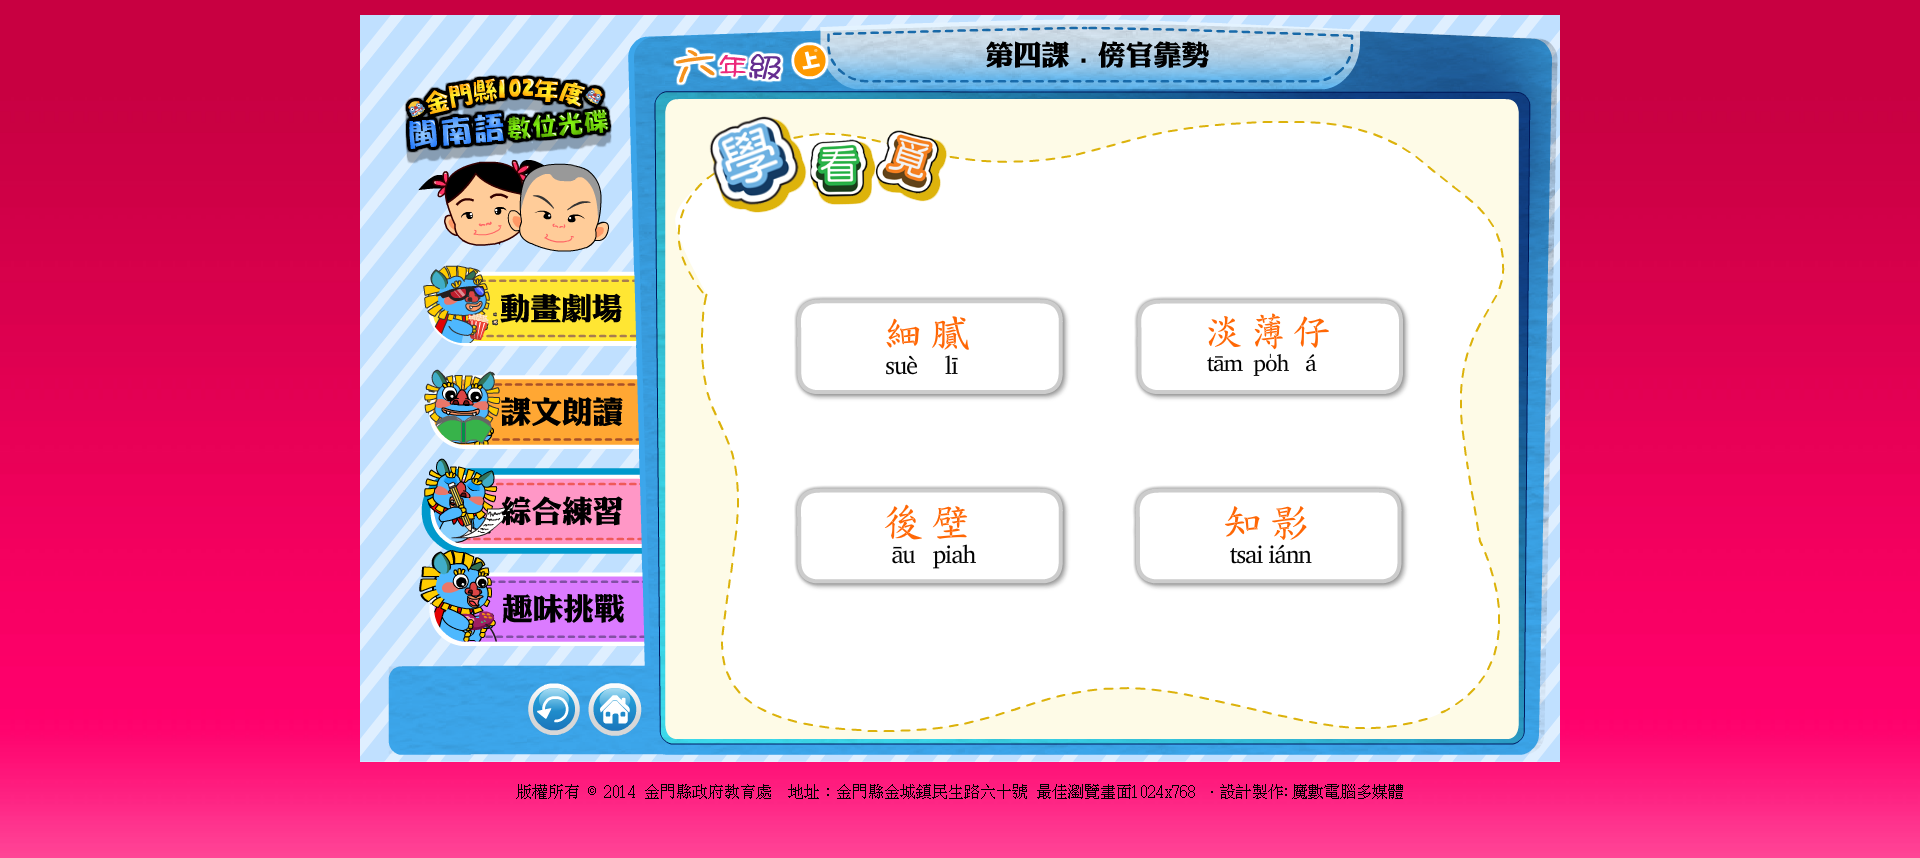 金門縣102年度
閩南語數位光碟
六年級上
第四課．傍官靠勢
學看覓
動畫劇場
課文朗讀
綜合練習
趣味挑戰
細膩
suè lī
淡薄仔
tām po̍h á
後壁
āu piah
知影
tsai iánn
版權所有 © 2014 金門縣政府教育處 地址：金門縣金城鎮民生路六十號 最佳瀏覽畫面1024x768 ．設計製作:魔數電腦多媒體